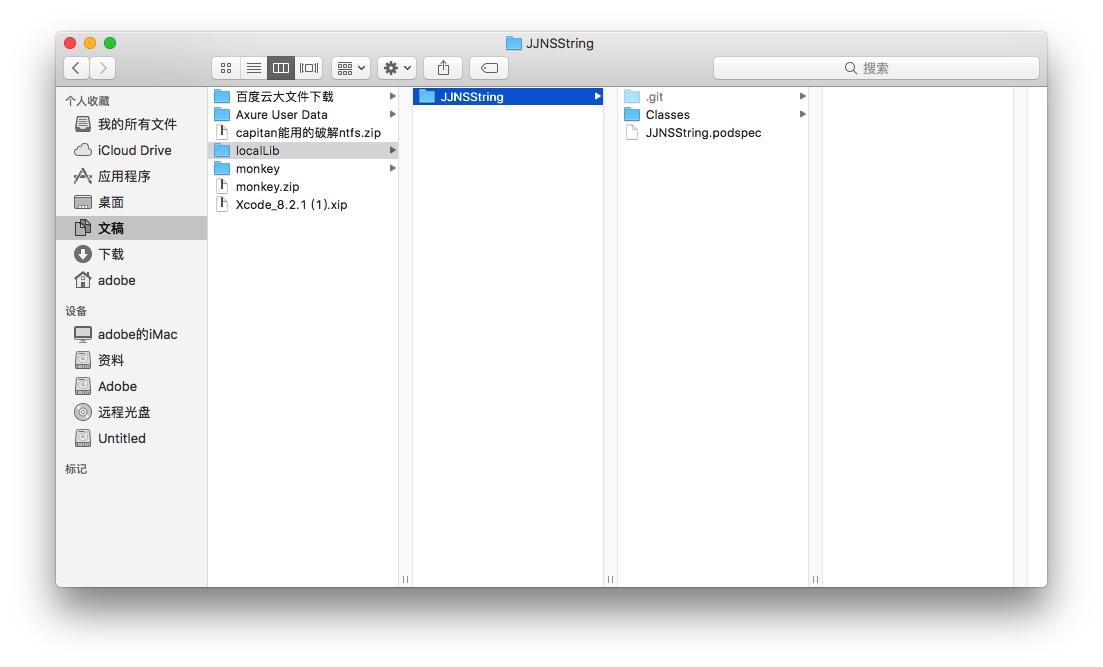 JJNSString
搜索
个人收藏
我的所有文件
iCloud Drive
应用程序
桌面
文稿
下载
adobe
设备
adobe的iMac
资料
Adobe
远程光盘
Untitled
标记
百度云大文件下载
Axure User Data
capitan能用的破解ntfs.zip
localLib
monkey
monkey.zip
Xcode_8.2.1 (1).xip
JJNSString
.git
Classes
JJNSString.podspec